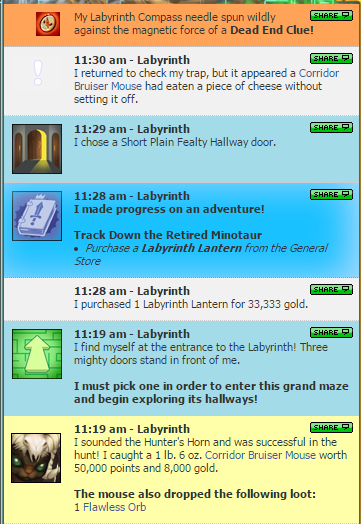 My Labyrinth Compass needle spun wildly
SHARE
against the magnetic force of a Dead End Clue!
11:30 am - Labyrinth
SHARE
I returned to check my trap, but it appeared a Corridor
Bruiser Mouse had eaten a piece of cheese without
setting it off.
11:29 am - Labyrinth
SHARE
I chose a Short Plain Fealty Hallway door.
11:28 am - Labyrinth
SHARE
I made progress on an adventure!
Track Down the Retired Minotaur
• Purchase a Labyrinth Lantern from the General
Store
11:28 am - Labyrinth
SHARE
I purchased 1 Labyrinth Lantern for 33,333 gold.
11:19 am - Labyrinth
SHARE
I find myself at the entrance to the Labyrinth! Three
mighty doors stand in front of me.
I must pick one in order to enter this grand maze
and begin exploring its hallways!
11:19 am - Labyrinth
SHARE
I sounded the Hunter's Horn and was successful in the
hunt! I caught a 1 lb. 6 oz. Corridor Bruiser Mouse worth
50,000 points and 8,000 gold.
The mouse also dropped the following loot:
1 Flawless Orb